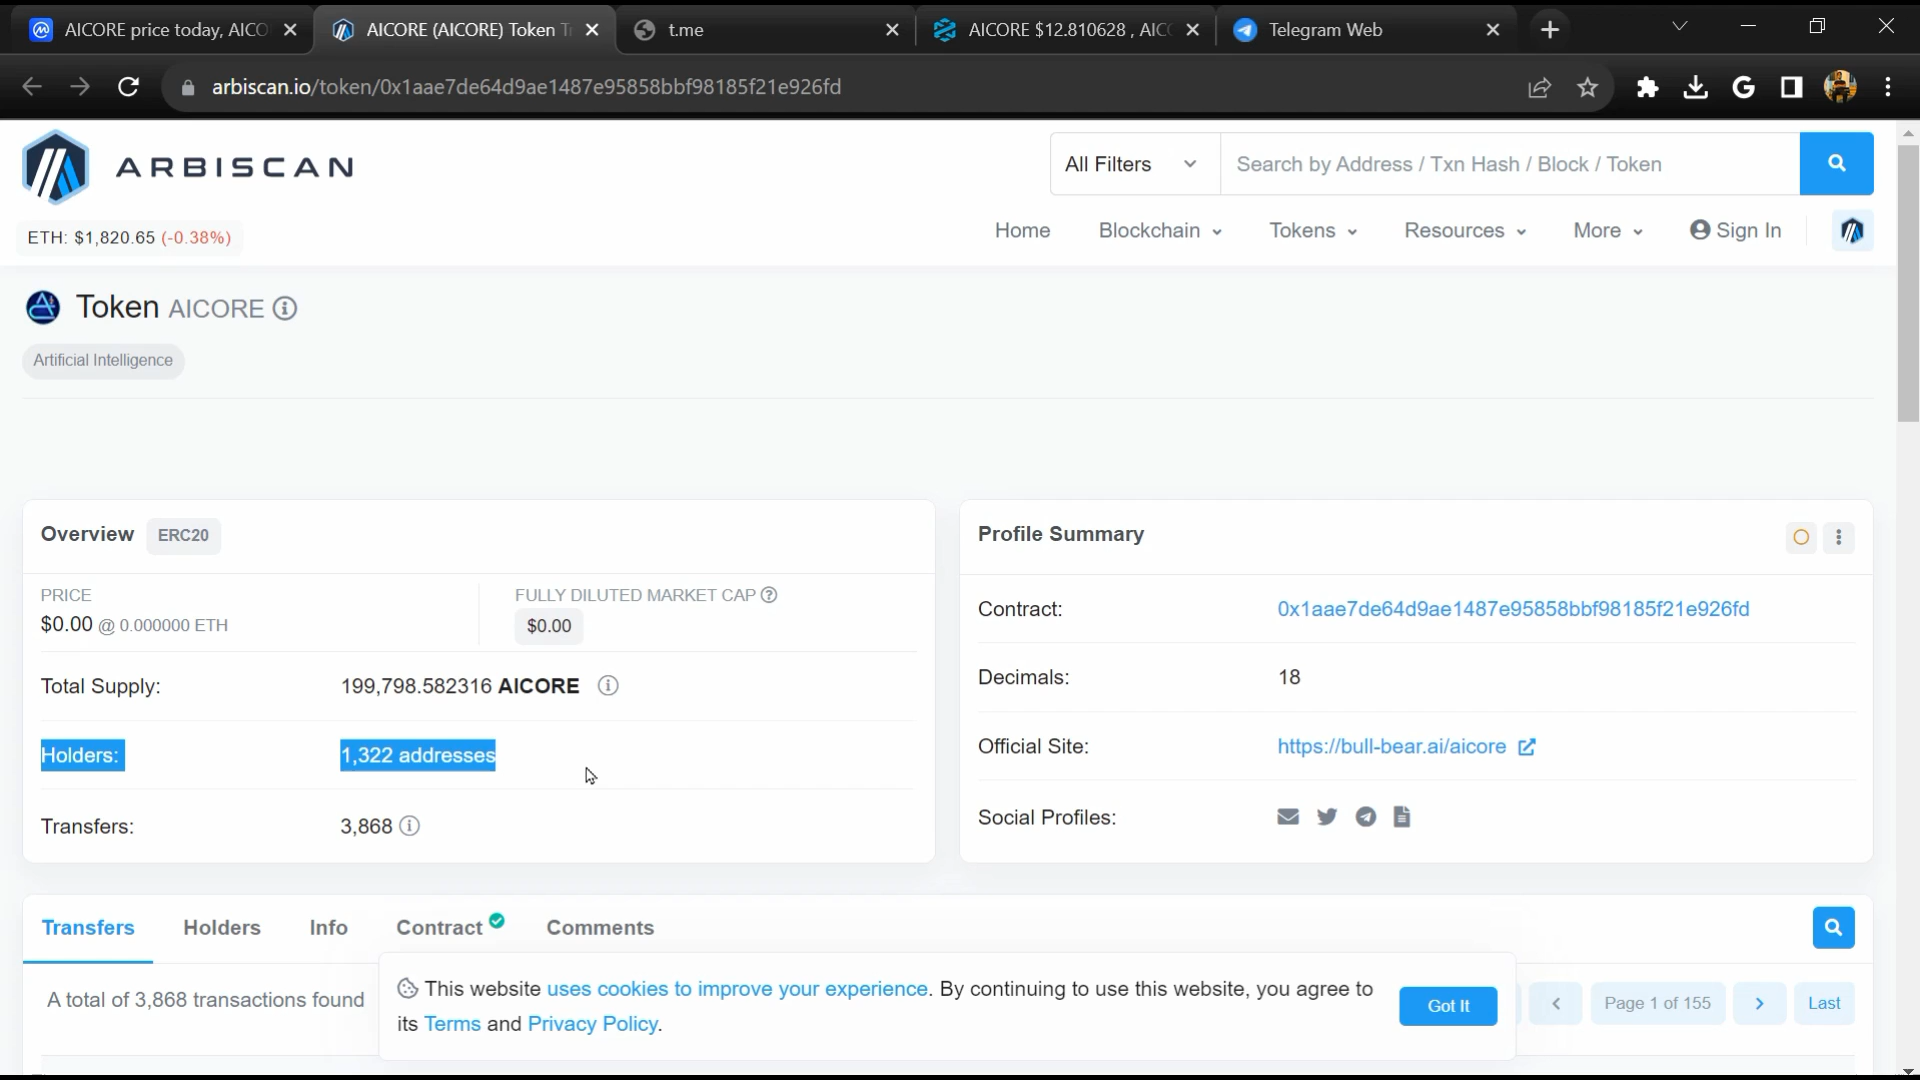 AICORE price today, AICO
AICORE (AICORE) Token T
t.me
AICORE $12.810628 , AIC
Telegram Web
arbiscan.io/token/0x1aae7de64d9ae1487e95858bbf98185f21e926fd
ARBISCAN
All Filters
Search by Address / Txn Hash / Block / Token
ETH: $1,820.65 (-0.38%)
Home Blockchain Tokens Resources More Sign In
Token AICORE
Artificial Intelligence
Overview ERC20
PRICE
$0.00 @ 0.000000 ETH
FULLY DILUTED MARKET CAP
$0.00
Total Supply: 199,798.582316 AICORE
Holders: 1,322 addresses
Transfers: 3,868
Profile Summary
Contract: 0x1aae7de64d9ae1487e95858bbf98185f21e926fd
Decimals: 18
Official Site: https://bull-bear.ai/aicore
Social Profiles:
Transfers Holders Info Contract Comments
A total of 3,868 transactions found
Page 1 of 155
Last
This website uses cookies to improve your experience. By continuing to use this website, you agree to
its Terms and Privacy Policy.
Got It